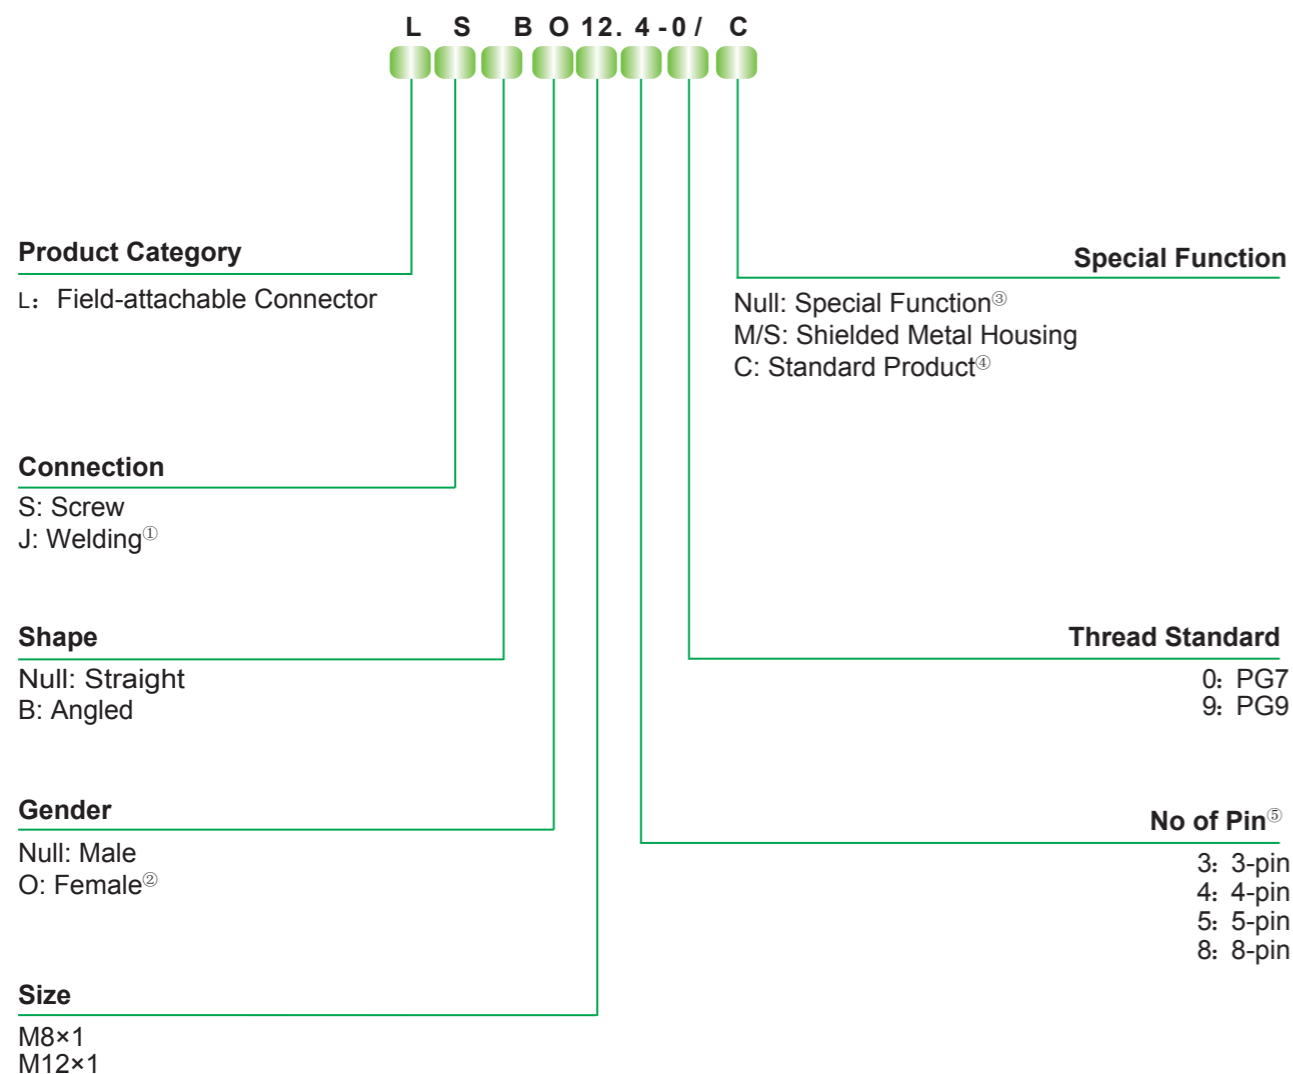 L S B O 12. 4 -0 / C
Product Category
L： Field-attachable Connector
Special Function
Null: Special Function③
M/S: Shielded Metal Housing
C: Standard Product④
Connection
S: Screw
J: Welding①
Shape
Null: Straight
B: Angled
Thread Standard
0： PG7
9： PG9
Gender
Null: Male
O: Female②
No of Pin⑤
3： 3-pin
4： 4-pin
5： 5-pin
8： 8-pin
Size
M8×1
M12×1